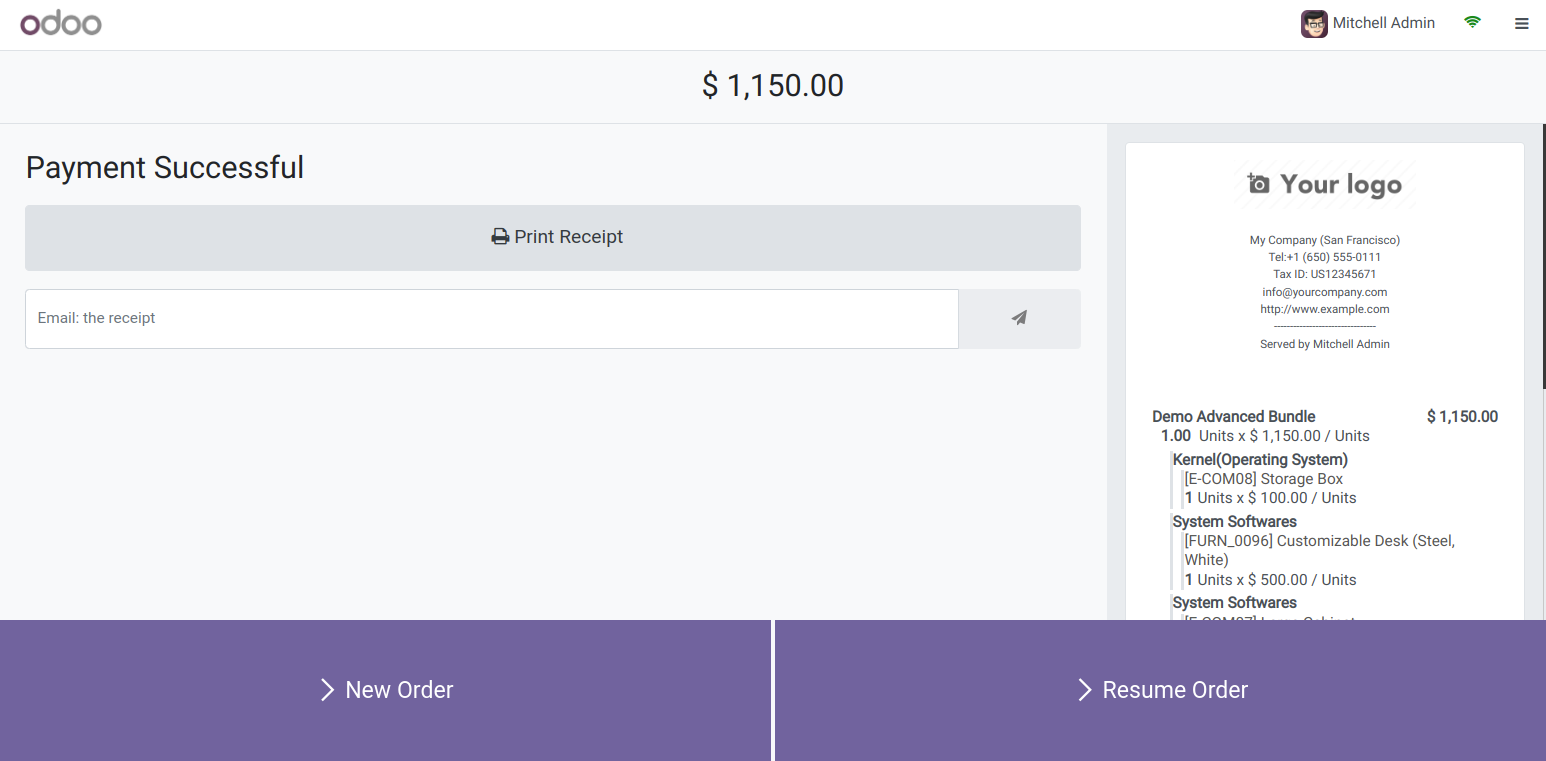 odoo
Mitchell Admin
$ 1,150.00
Payment Successful
Print Receipt
Email: the receipt
Your logo
My Company (San Francisco)
Tel:+1 (650) 555-0111
Tax ID: US12345671
info@yourcompany.com
http://www.example.com
--------------------------------
Served by Mitchell Admin
Demo Advanced Bundle $ 1,150.00
1.00 Units x $ 1,150.00 / Units
Kernel(Operating System)
[E-COM08] Storage Box
1 Units x $ 100.00 / Units
System Softwares
[FURN_0096] Customizable Desk (Steel,
White)
1 Units x $ 500.00 / Units
System Softwares
New Order
Resume Order